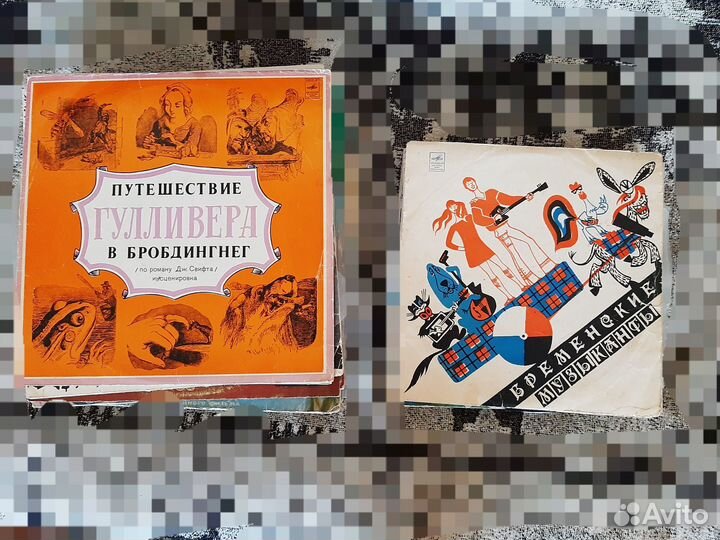 ПУТЕШЕСТВИЕ
ГУЛЛИВЕРА
В БРОБДИНГНЕГ
/по роману Дж. Свифта/
инсценировка
БРЕМЕНСКИЕ
МУЗЫКАНТЫ
Avito